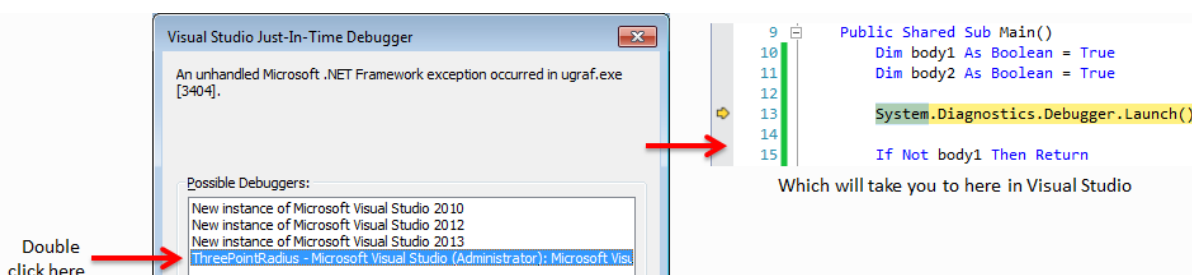 Visual Studio Just-In-Time Debugger
An unhandled Microsoft .NET Framework exception occurred in ugraf.exe
[3404].
Possible Debuggers:
New instance of Microsoft Visual Studio 2010
New instance of Microsoft Visual Studio 2012
New instance of Microsoft Visual Studio 2013
ThreePointRadius - Microsoft Visual Studio (Administrator): Microsoft Visu
Double
click here
9 Public Shared Sub Main()
10 Dim body1 As Boolean = True
11 Dim body2 As Boolean = True
12
13 System.Diagnostics.Debugger.Launch()
14
15 If Not body1 Then Return
Which will take you to here in Visual Studio